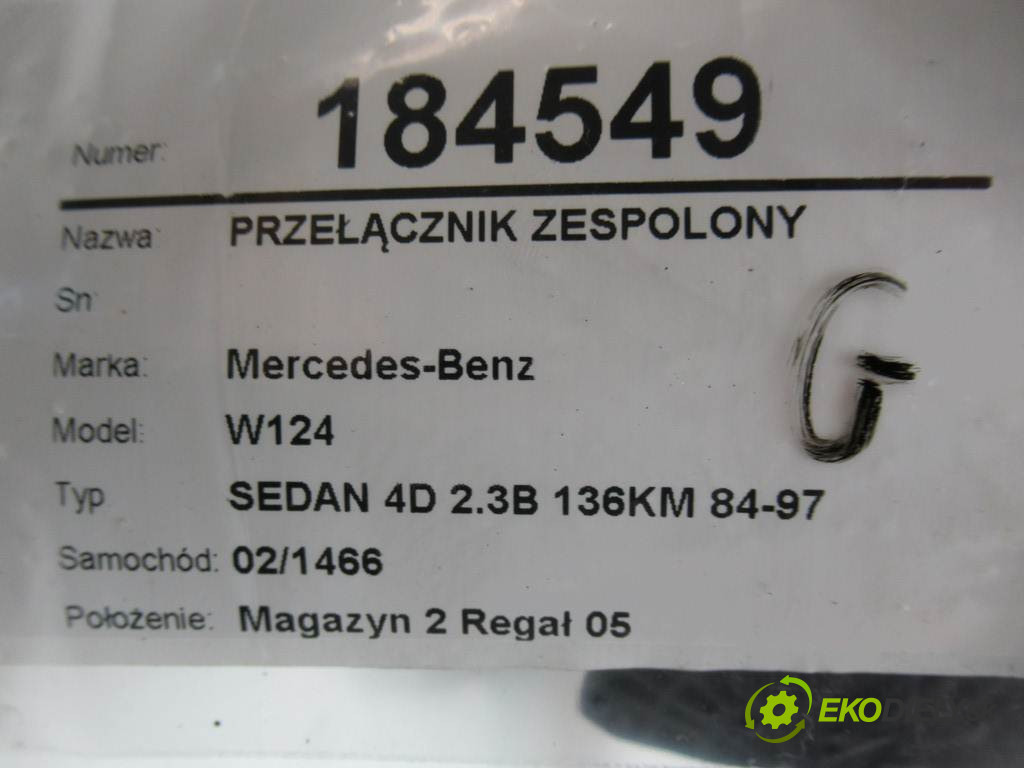 Numer: 184549
Nazwa: PRZEŁĄCZNIK ZESPOLONY
Sn:
G
Marka: Mercedes-Benz
Model: W124
Typ SEDAN 4D 2.3B 136KM 84-97
Samochód: 02/1466
Położenie: Magazyn 2 Regał 05